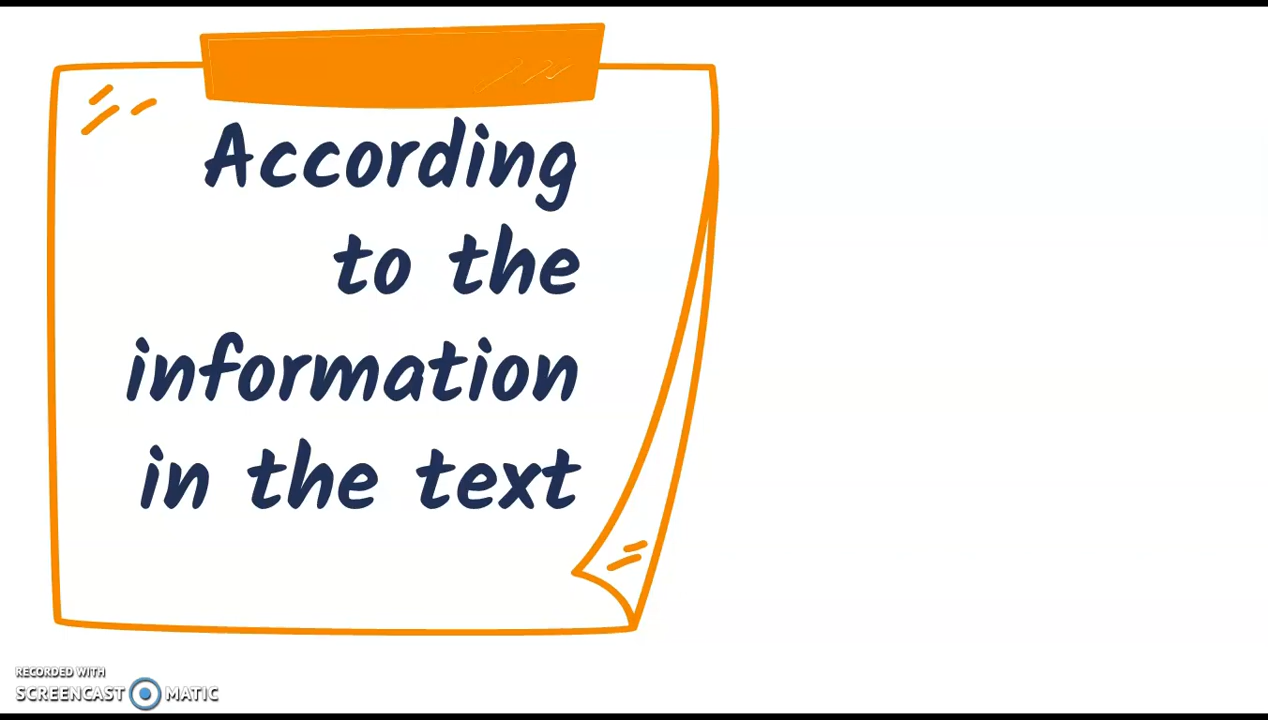 According
to the
information
in the text
RECORDED WITH
SCREENCAST MATIC